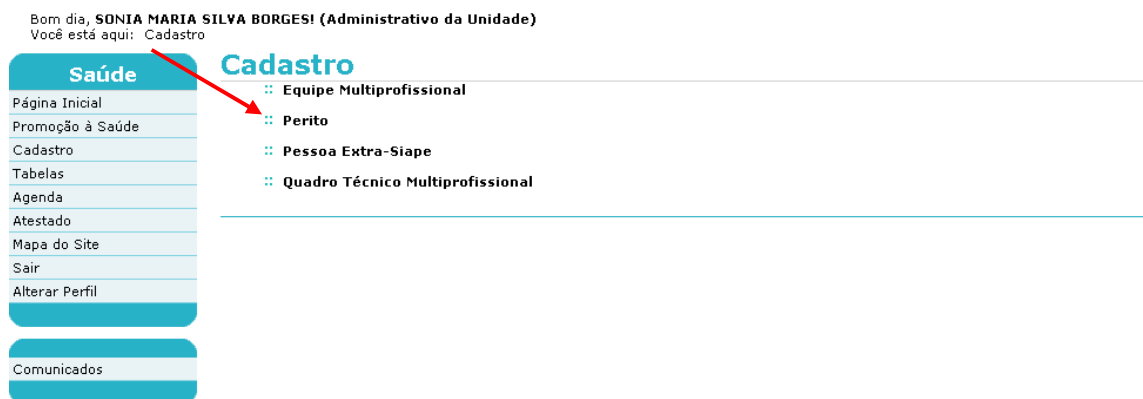 Bom dia, SONIA MARIA SILVA BORGES! (Administrativo da Unidade)
Você está aqui: Cadastro
Saúde
Página Inicial
Promoção à Saúde
Cadastro
Tabelas
Agenda
Atestado
Mapa do Site
Sair
Alterar Perfil
Comunicados
Cadastro
:: Equipe Multiprofissional
:: Perito
:: Pessoa Extra-Siape
:: Quadro Técnico Multiprofissional